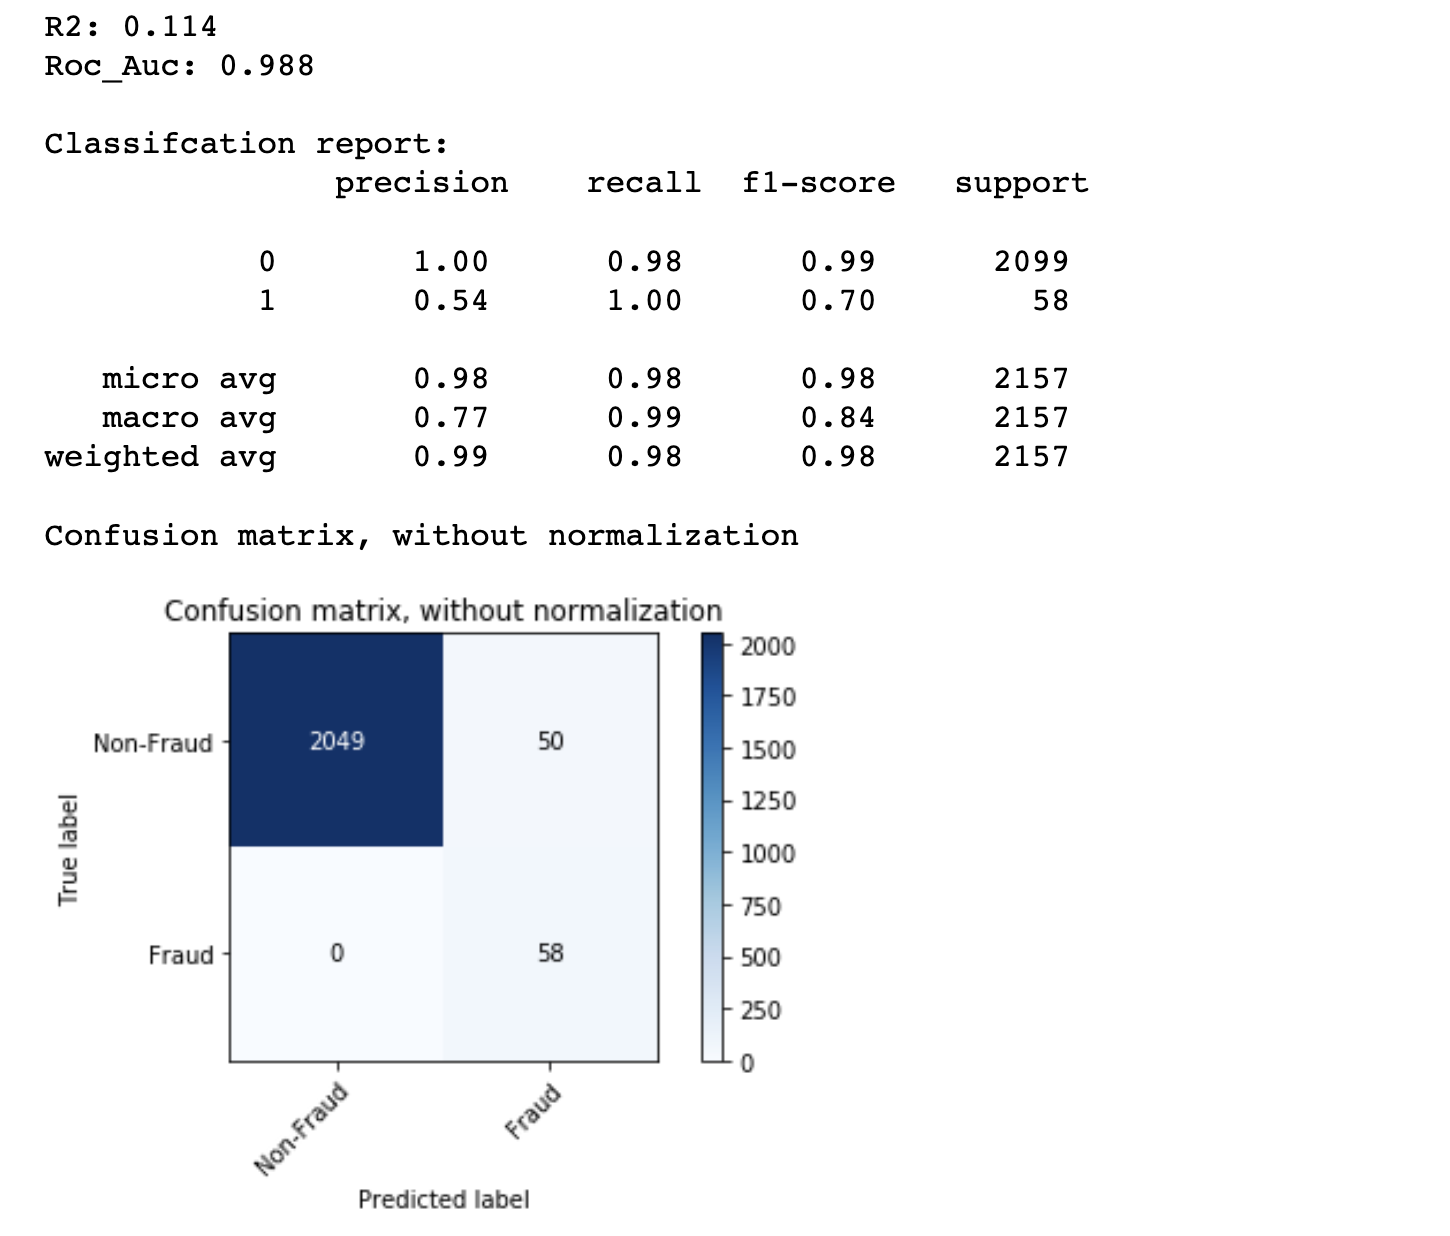 R2: 0.114
Roc_Auc: 0.988
Classifcation report:
precision recall f1-score support
0 1.00 0.98 0.99 2099
1 0.54 1.00 0.70 58
micro avg 0.98 0.98 0.98 2157
macro avg 0.77 0.99 0.84 2157
weighted avg 0.99 0.98 0.98 2157
Confusion matrix, without normalization
Confusion matrix, without normalization
True label
Non-Fraud
2049 50
Fraud
0 58
Non-Fraud
Fraud
Predicted label
2000
1750
1500
1250
1000
750
500
250
0